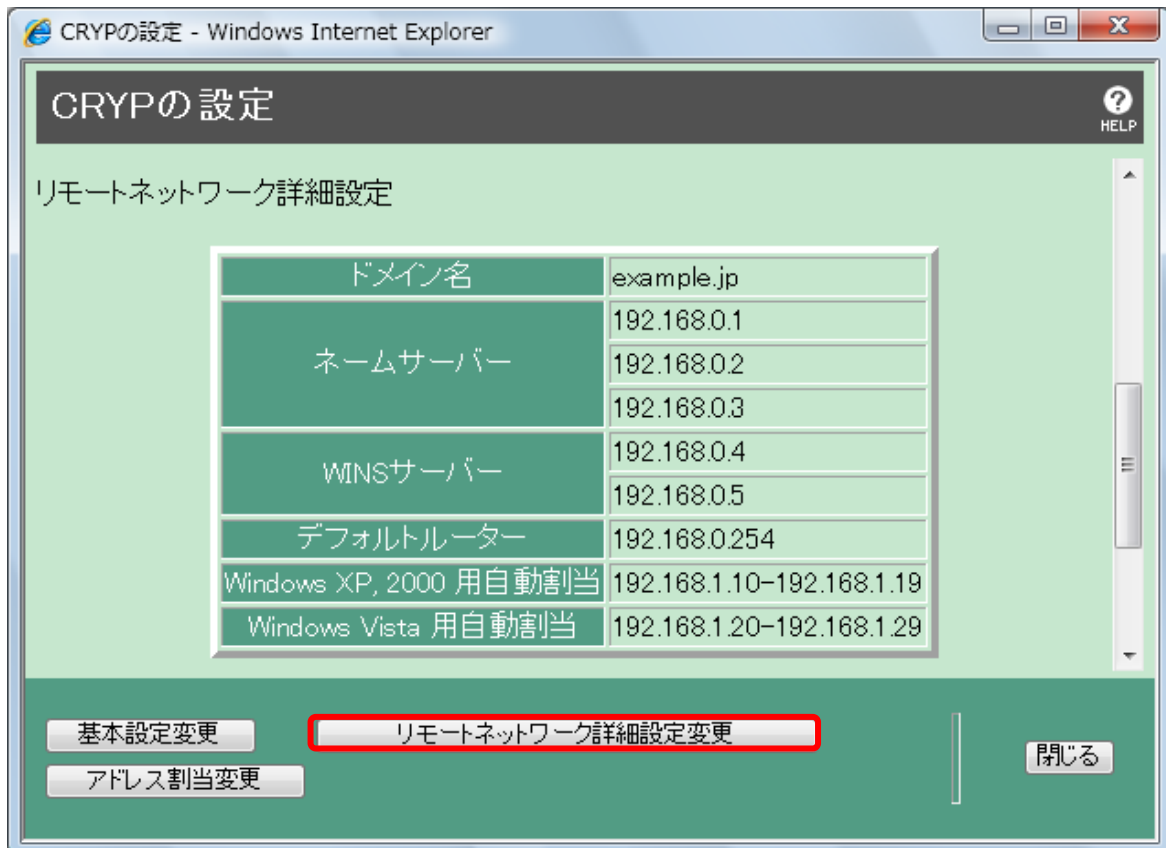 CRYPの設定 - Windows Internet Explorer
CRYPの設定
HELP
リモートネットワーク詳細設定
ドメイン名 example.jp
ネームサーバー 192.168.0.1
192.168.0.2
192.168.0.3
WINSサーバー 192.168.0.4
192.168.0.5
デフォルトルーター 192.168.0.254
Windows XP, 2000 用自動割当 192.168.1.10-192.168.1.19
Windows Vista 用自動割当 192.168.1.20-192.168.1.29
基本設定変更 リモートネットワーク詳細設定変更
アドレス割当変更
閉じる